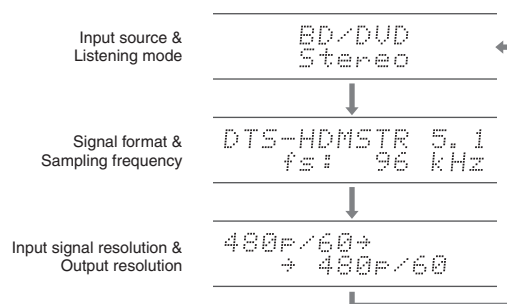 Input source &
Listening mode
BD/DVD
Stereo
Signal format &
Sampling frequency
DTS-HDMSTR 5.1
fs: 96 kHz
Input signal resolution &
Output resolution
480p/60→
→ 480p/60